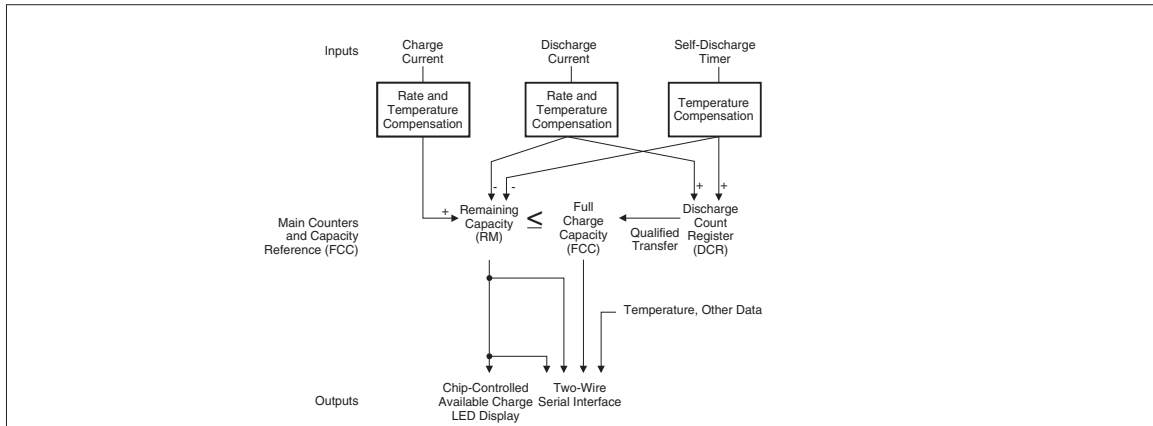 Inputs
Charge
Current
Discharge
Current
Self-Discharge
Timer
Rate and
Temperature
Compensation
Rate and
Temperature
Compensation
Temperature
Compensation
-
-
+
+
+
Main Counters
and Capacity
Reference (FCC)
Remaining
Capacity
(RM)
≤
Full
Charge
Capacity
(FCC)
Qualified
Transfer
Discharge
Count
Register
(DCR)
Temperature, Other Data
Outputs
Chip-Controlled
Available Charge
LED Display
Two-Wire
Serial Interface